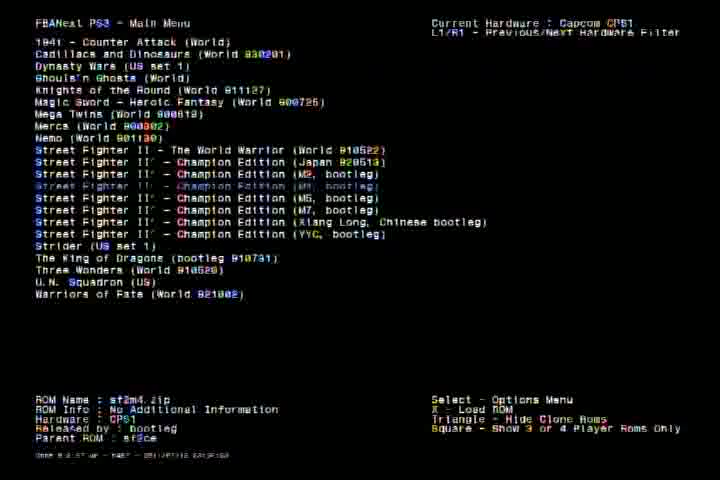 FBANext PS3 - Main Menu
Current Hardware : Capcom CPS1
L1/R1 - Previous/Next Hardware Filter
1941 - Counter Attack (World)
Cadillacs and Dinosaurs (World 930201)
Dynasty Wars (US set 1)
Ghouls'n Ghosts (World)
Knights of the Round (World 911127)
Magic Sword - Heroic Fantasy (World 900725)
Mega Twins (World 900619)
Mercs (World 900302)
Nemo (World 901130)
Street Fighter II - The World Warrior (World 910522)
Street Fighter II' - Champion Edition (Japan 920513)
Street Fighter II' - Champion Edition (M2, bootleg)
Street Fighter II' - Champion Edition (M4, bootleg)
Street Fighter II' - Champion Edition (M5, bootleg)
Street Fighter II' - Champion Edition (M7, bootleg)
Street Fighter II' - Champion Edition (Xiang Long, Chinese bootleg)
Street Fighter II' - Champion Edition (YYC, bootleg)
Strider (US set 1)
The King of Dragons (bootleg 910731)
Three Wonders (World 910520)
U.N. Squadron (US)
Warriors of Fate (World 921002)
ROM Name : sf2m4.zip
ROM Info : No Additional Information
Hardware : CPS1
Released by : bootleg
Parent ROM : sf2ce
Select - Options Menu
X - Load ROM
Triangle - Hide Clone Roms
Square - Show 3 or 4 Player Roms Only